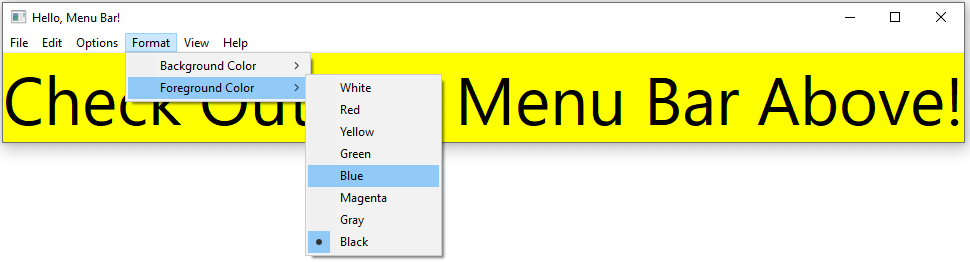 Hello, Menu Bar!
File Edit Options Format View Help
Background Color
Foreground Color
Check Out Menu Bar Above!
White
Red
Yellow
Green
Blue
Magenta
Gray
Black